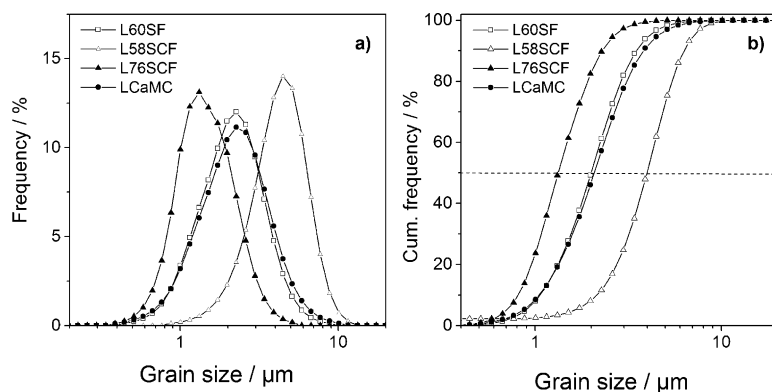 L60SF
L58SCF
L76SCF
LCaMC
a)
15
10
5
0
1
10
Frequency / %
Grain size / µm
L60SF
L58SCF
L76SCF
LCaMC
b)
100
80
60
40
20
0
1
10
Cum. frequency / %
Grain size / µm